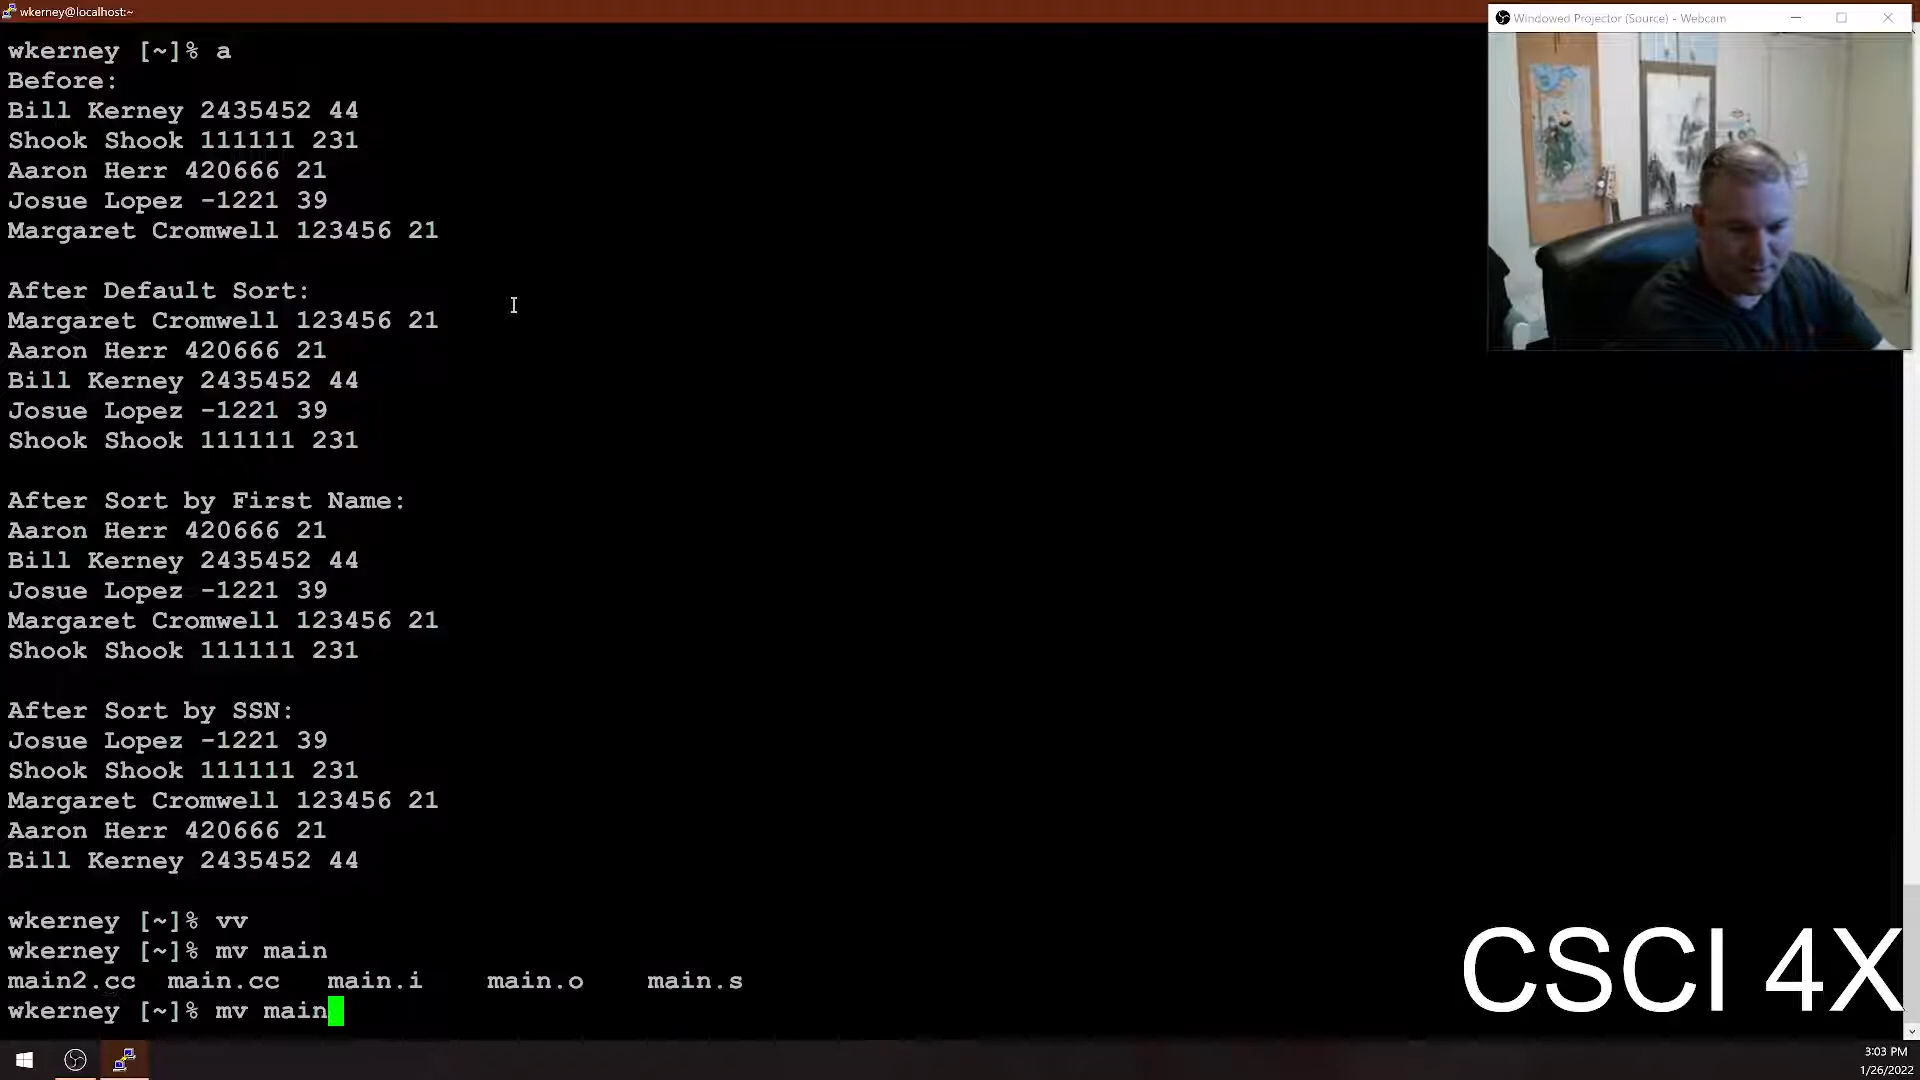 wkerney@localhost:~
Windowed Projector (Source) - Webcam
wkerney [~]% a
Before:
Bill Kerney 2435452 44
Shook Shook 111111 231
Aaron Herr 420666 21
Josue Lopez -1221 39
Margaret Cromwell 123456 21
After Default Sort:
Margaret Cromwell 123456 21
Aaron Herr 420666 21
Bill Kerney 2435452 44
Josue Lopez -1221 39
Shook Shook 111111 231
After Sort by First Name:
Aaron Herr 420666 21
Bill Kerney 2435452 44
Josue Lopez -1221 39
Margaret Cromwell 123456 21
Shook Shook 111111 231
After Sort by SSN:
Josue Lopez -1221 39
Shook Shook 111111 231
Margaret Cromwell 123456 21
Aaron Herr 420666 21
Bill Kerney 2435452 44
wkerney [~]% vv
wkerney [~]% mv main
main2.cc main.cc main.i main.o main.s
wkerney [~]% mv main
CSCI 4X
3:03 PM
1/26/2022